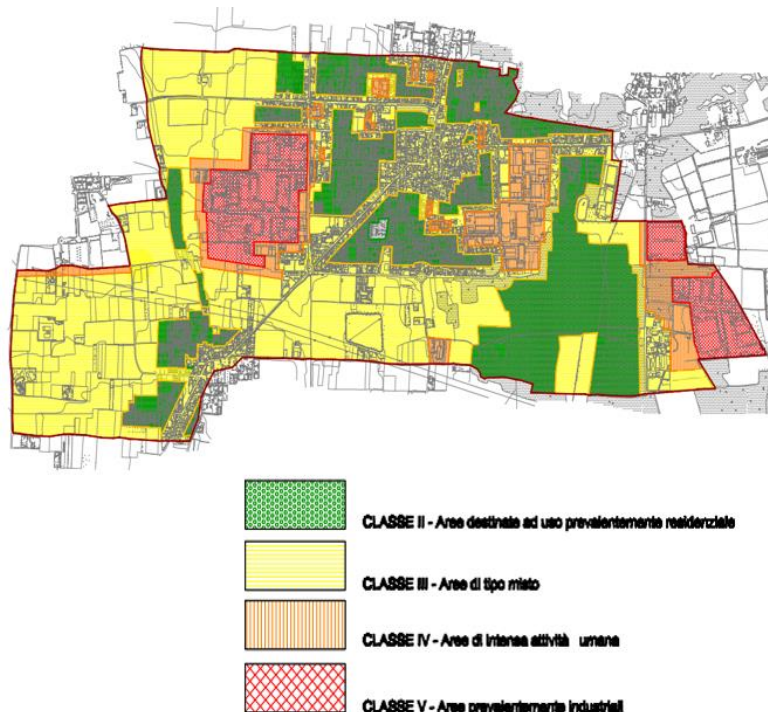 CLASSE II - Aree destinate ad uso prevalentemente residenziale
CLASSE III - Aree di tipo misto
CLASSE IV - Aree di intensa attività umana
CLASSE V - Aree prevalentemente industriali